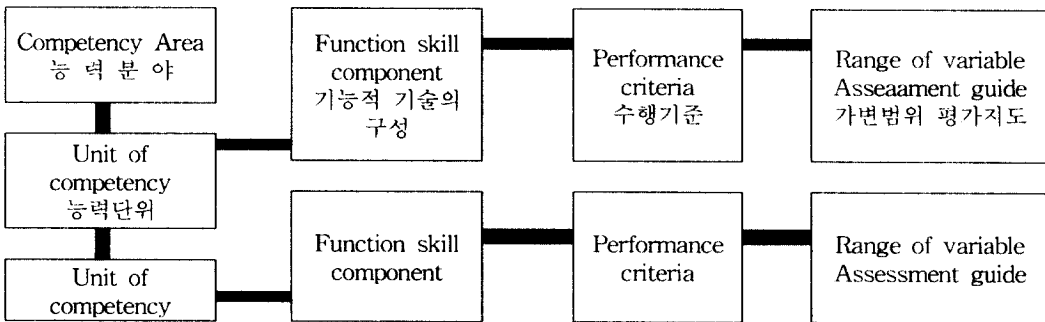 Competency Area
능 력 분 야
Unit of
competency
능력단위
Unit of
competency
Function skill
component
기능적 기술의
구성
Performance
criteria
수행기준
Range of variable
Asseaament guide
가변범위 평가지도
Function skill
component
Performance
criteria
Range of variable
Assessment guide